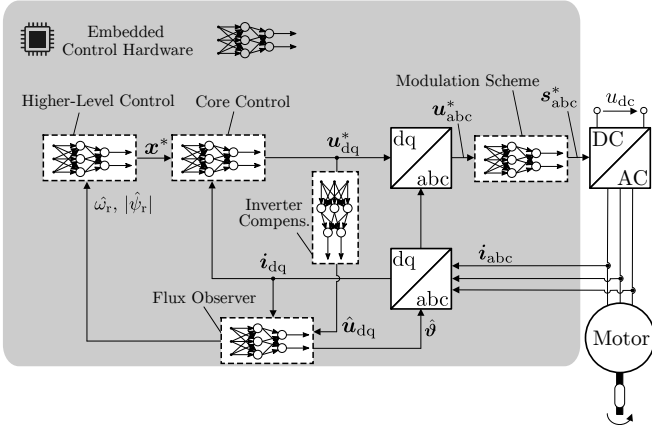 Embedded
Control Hardware
Modulation Scheme
Higher-Level Control
Core Control
x*
u*dq
dq
abc
u*abc
s*abc
udc
DC
AC
ω̂r, |ψ̂r|
Inverter
Compens.
idq
dq
abc
iabc
Flux Observer
ûdq
ϑ̂
Motor